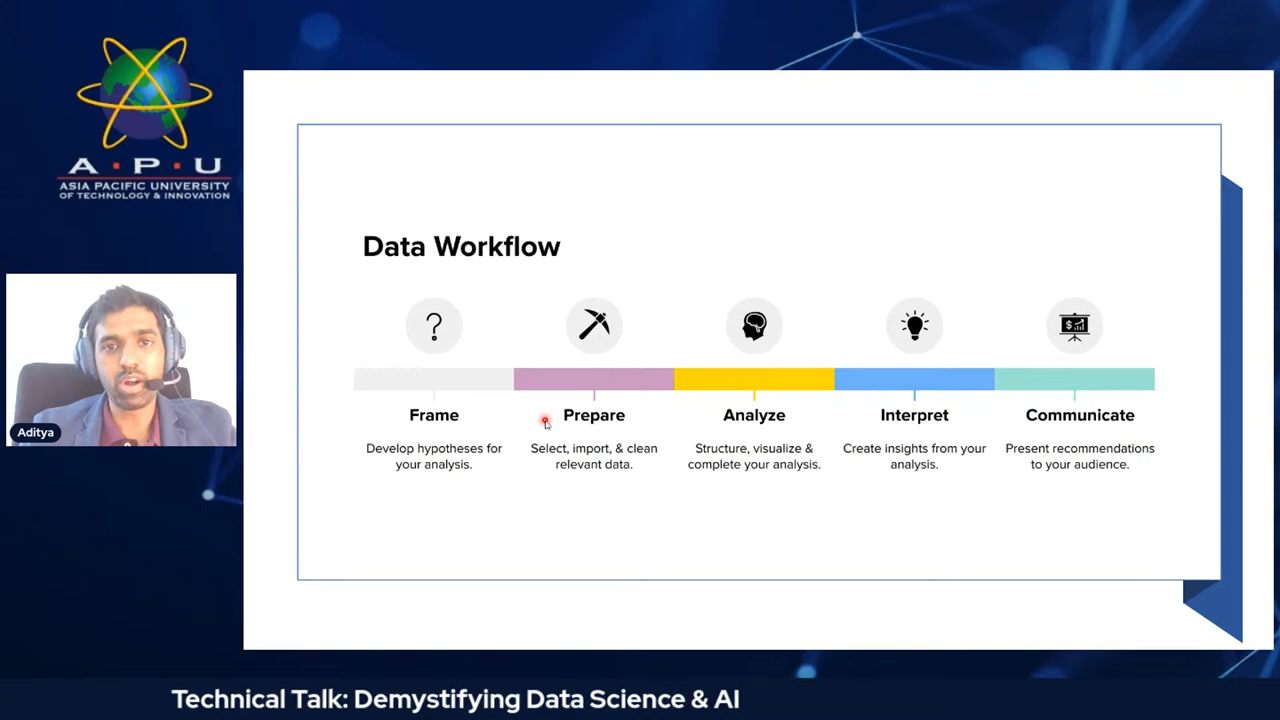 A · P · U
ASIA PACIFIC UNIVERSITY
OF TECHNOLOGY & INNOVATION
Aditya
Data Workflow
?
$
Frame
Prepare
Analyze
Interpret
Communicate
Develop hypotheses for
your analysis.
Select, import, & clean
relevant data.
Structure, visualize &
complete your analysis.
Create insights from your
analysis.
Present recommendations
to your audience.
Technical Talk: Demystifying Data Science & AI